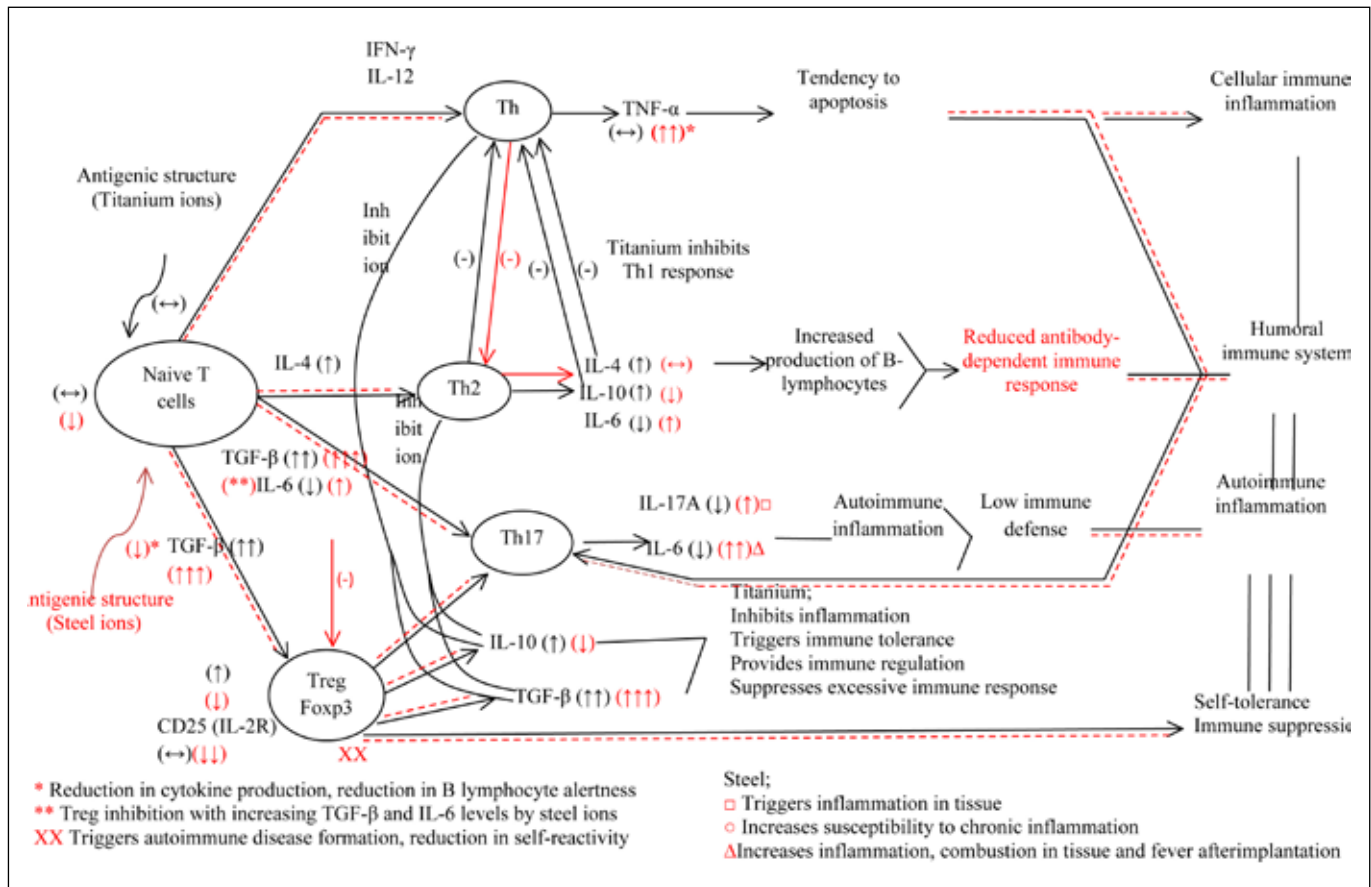 IFN-γ
IL-12
Th
TNF-α
(↔) (↑↑)*
Tendency to
apoptosis
Cellular immune
inflammation
Antigenic structure
(Titanium ions)
(↔)
Inh
ibit
ion
(-)
(-)
(-)
(-)
Titanium inhibits
Th1 response
Naive T
cells
(↔)
(↓)
IL-4 (↑)
Th2
IL-4 (↑) (↔)
IL-10(↑) (↓)
IL-6 (↓) (↑)
Increased
production of B-
lymphocytes
Reduced antibody-
dependent immune
response
Humoral
immune system
Inh
ibit
ion
TGF-β (↑↑) (↑↑↑)
(**)IL-6 (↓) (↑)
Th17
IL-17A (↓) (↑)□
IL-6 (↓) (↑↑)Δ
Autoimmune
inflammation
Low immune
defense
Autoimmune
inflammation
(↓)* TGF-β (↑↑)
(↑↑↑)
(-)
ntigenic structure
(Steel ions)
Treg
Foxp3
(↑)
(↓)
CD25 (IL-2R)
(↔)(↓↓)
XX
IL-10 (↑) (↓)
TGF-β (↑↑) (↑↑↑)
Titanium;
Inhibits inflammation
Triggers immune tolerance
Provides immune regulation
Suppresses excessive immune response
Self-tolerance
Immune suppressio
* Reduction in cytokine production, reduction in B lymphocyte alertness
** Treg inhibition with increasing TGF-β and IL-6 levels by steel ions
XX Triggers autoimmune disease formation, reduction in self-reactivity
Steel;
□ Triggers inflammation in tissue
○ Increases susceptibility to chronic inflammation
ΔIncreases inflammation, combustion in tissue and fever afterimplantation